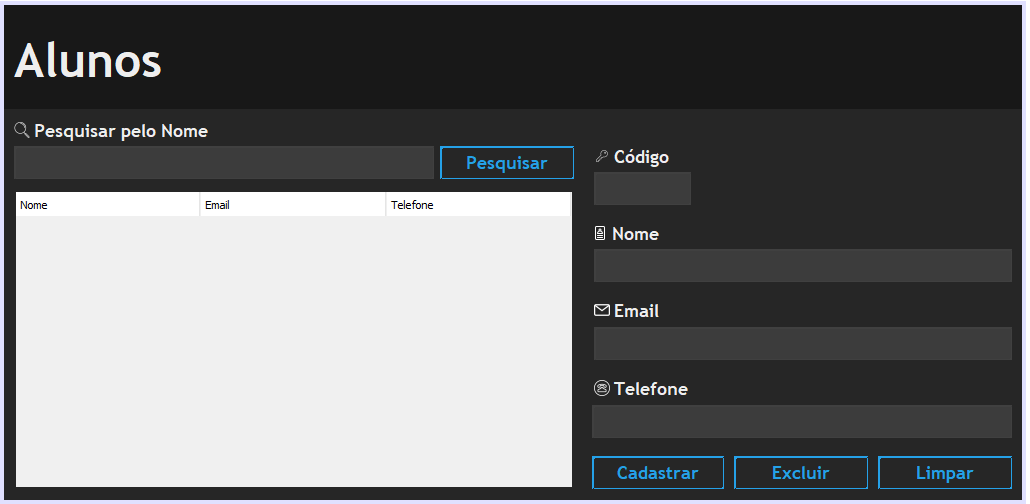 Alunos
Pesquisar pelo Nome
Pesquisar
Nome Email Telefone
Código
Nome
Email
Telefone
Cadastrar Excluir Limpar